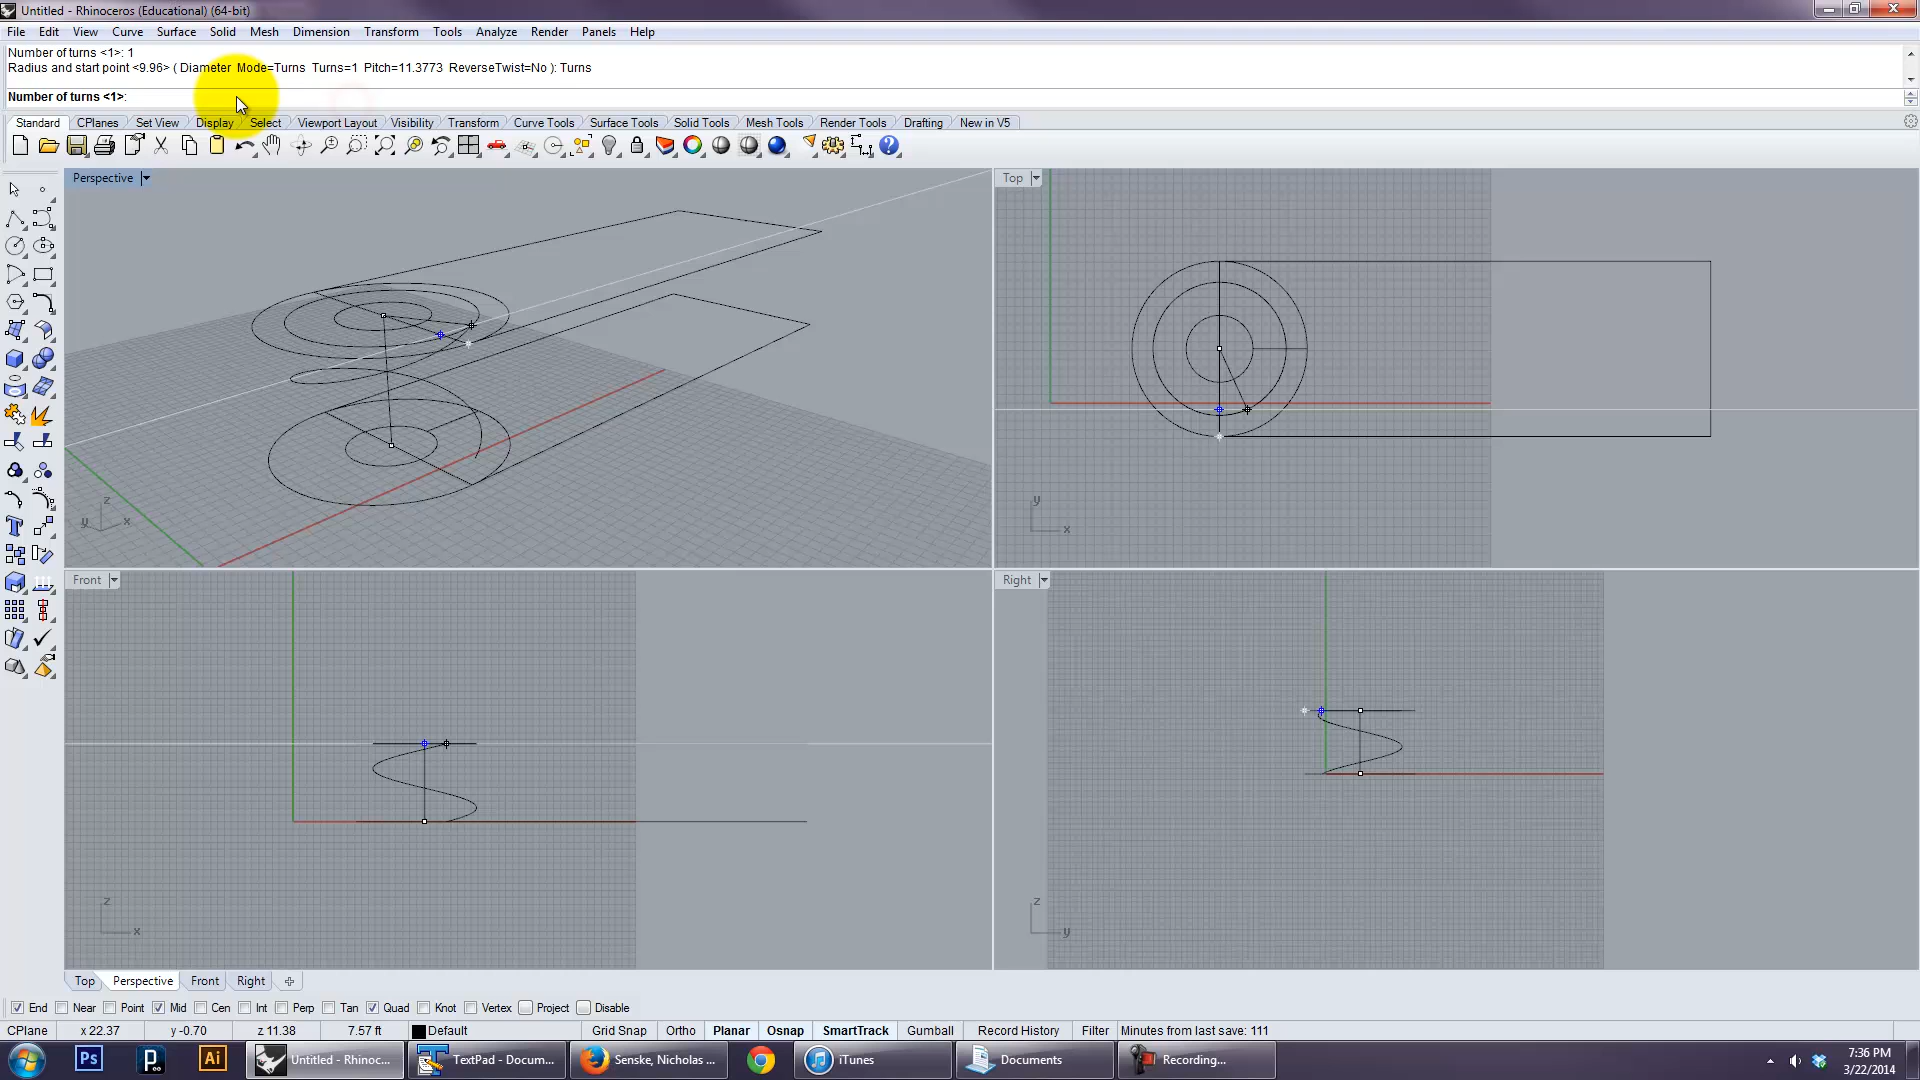 Untitled - Rhinoceros (Educational) (64-bit)
File Edit View Curve Surface Solid Mesh Dimension Transform Tools Analyze Render Panels Help
Number of turns <1>: 1
Radius and start point <9.96> ( Diameter Mode=Turns Turns=1 Pitch=11.3773 ReverseTwist=No ): Turns
Number of turns <1>:
Standard CPlanes Set View Display Select Viewport Layout Visibility Transform Curve Tools Surface Tools Solid Tools Mesh Tools Render Tools Drafting New in V5
Perspective
Top
z
y x
y
x
Front
Right
z
x
z
y
Top Perspective Front Right
End Near Point Mid Cen Int Perp Tan Quad Knot Vertex Project Disable
CPlane x 22.37 y -0.70 z 11.38 7.57 ft Default Grid Snap Ortho Planar Osnap SmartTrack Gumball Record History Filter Minutes from last save: 111
Ps p Ai Untitled - Rhinoc... TextPad - Docum... Senske, Nicholas ... iTunes Documents Recording...
7:36 PM
3/22/2014